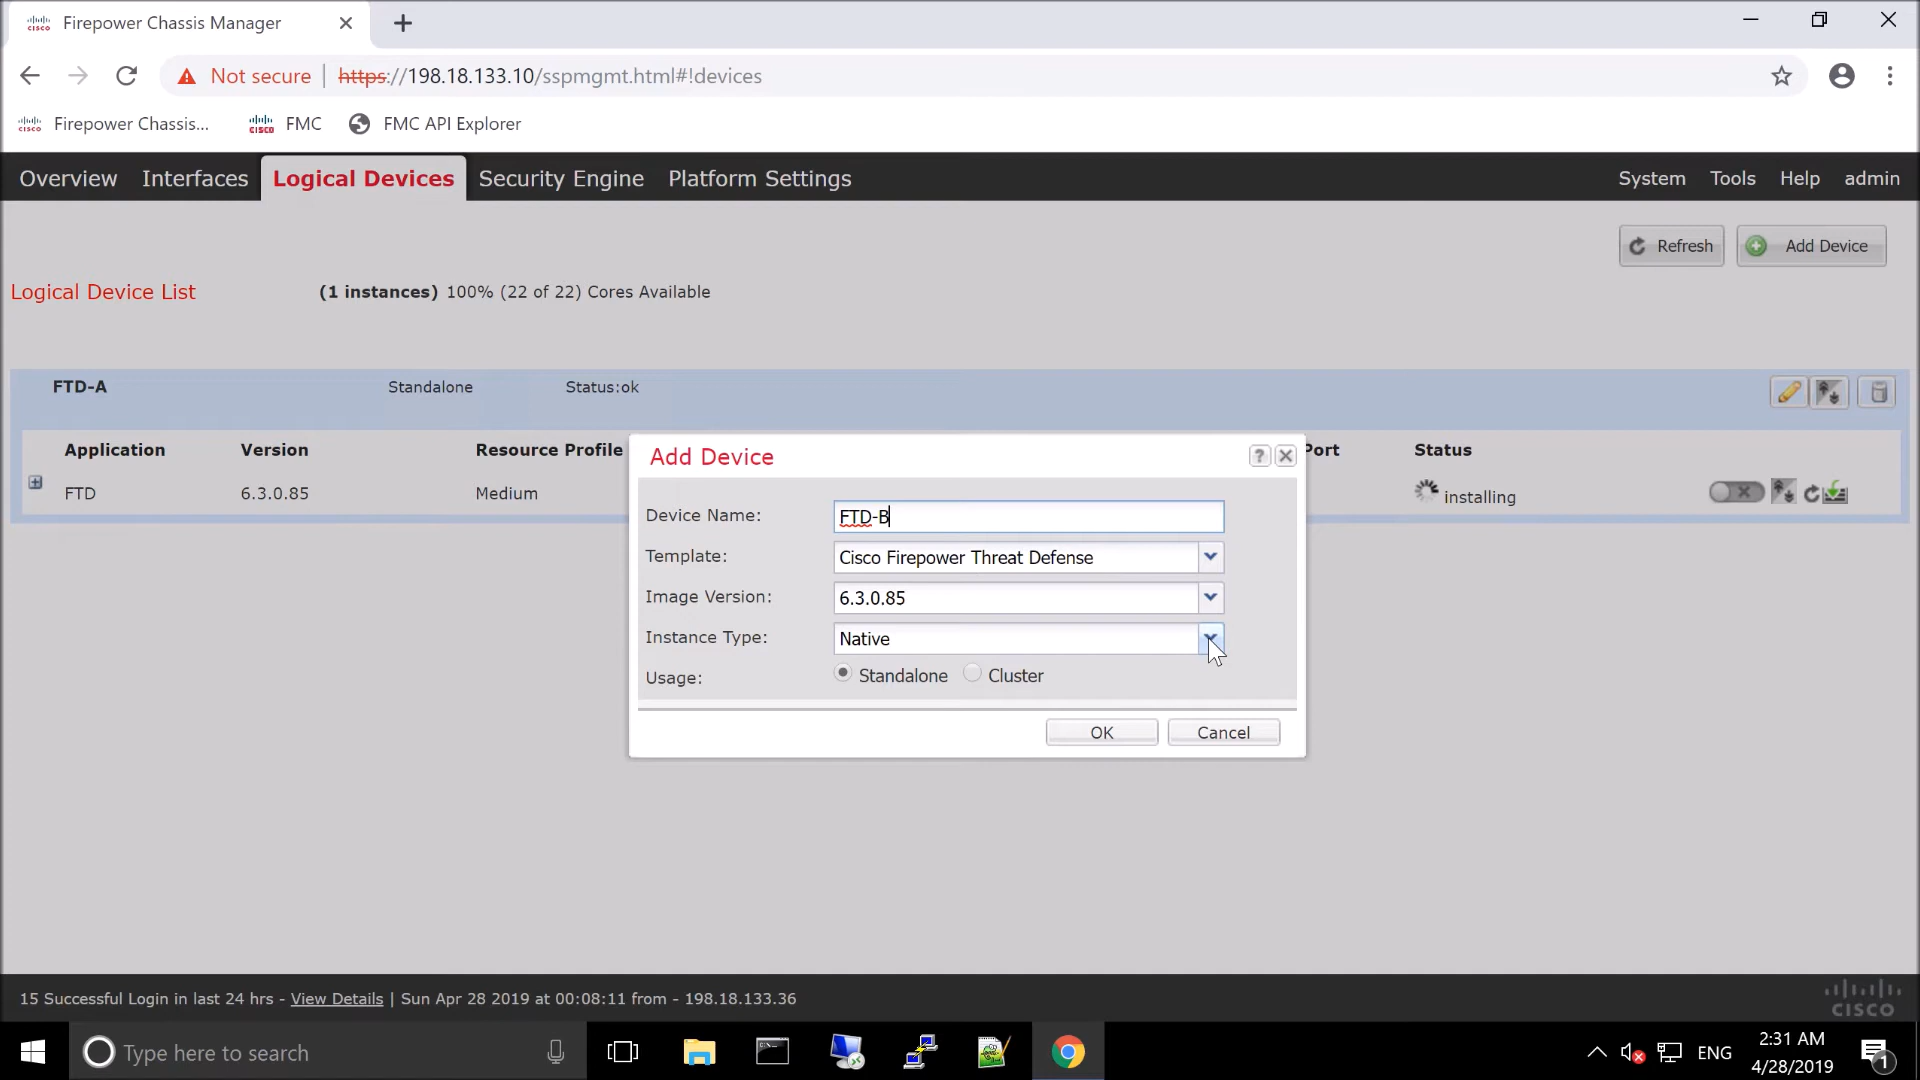 Firepower Chassis Manager
Not secure | https://198.18.133.10/sspmgmt.html#!devices
Firepower Chassis... FMC FMC API Explorer
Overview Interfaces Logical Devices Security Engine Platform Settings System Tools Help admin
Refresh Add Device
Logical Device List (1 instances) 100% (22 of 22) Cores Available
FTD-A Standalone Status:ok
Application Version Resource Profile Port Status
FTD 6.3.0.85 Medium installing
Add Device
Device Name: FTD-B
Template: Cisco Firepower Threat Defense
Image Version: 6.3.0.85
Instance Type: Native
Usage: Standalone Cluster
OK Cancel
15 Successful Login in last 24 hrs - View Details | Sun Apr 28 2019 at 00:08:11 from - 198.18.133.36
CISCO
Type here to search
ENG
2:31 AM
4/28/2019
1